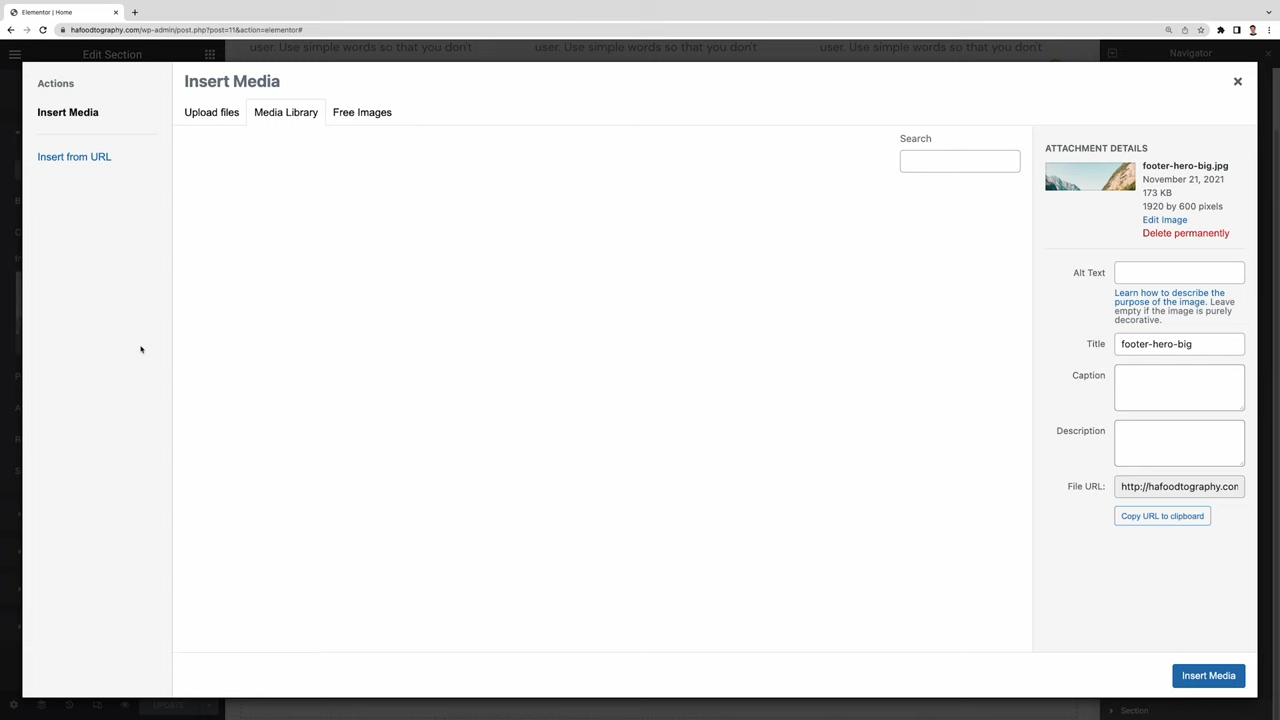 Elementor | Home
hafoodtography.com/wp-admin/post.php?post=11&action=elementor#
Edit Section
user. Use simple words so that you don't
user. Use simple words so that you don't
user. Use simple words so that you don't
Navigator
Actions
Insert Media
Insert from URL
Insert Media
Upload files
Media Library
Free Images
Search
ATTACHMENT DETAILS
footer-hero-big.jpg
November 21, 2021
173 KB
1920 by 600 pixels
Edit Image
Delete permanently
Alt Text
Learn how to describe the
purpose of the image. Leave
empty if the image is purely
decorative.
Title
footer-hero-big
Caption
Description
File URL:
http://hafoodtography.con
Copy URL to clipboard
Insert Media
UPDATE
Section